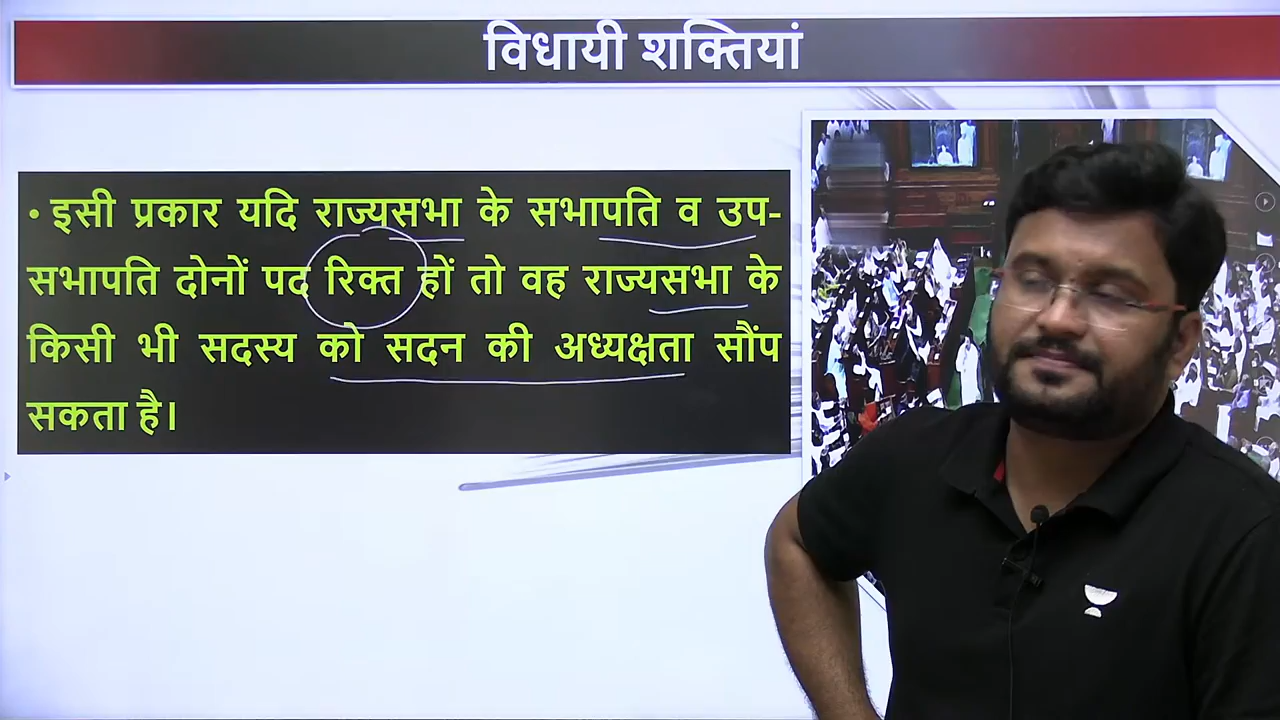 विधायी शक्तियां
• इसी प्रकार यदि राज्यसभा के सभापति व उप-
सभापति दोनों पद रिक्त हों तो वह राज्यसभा के
किसी भी सदस्य को सदन की अध्यक्षता सौंप
सकता है।